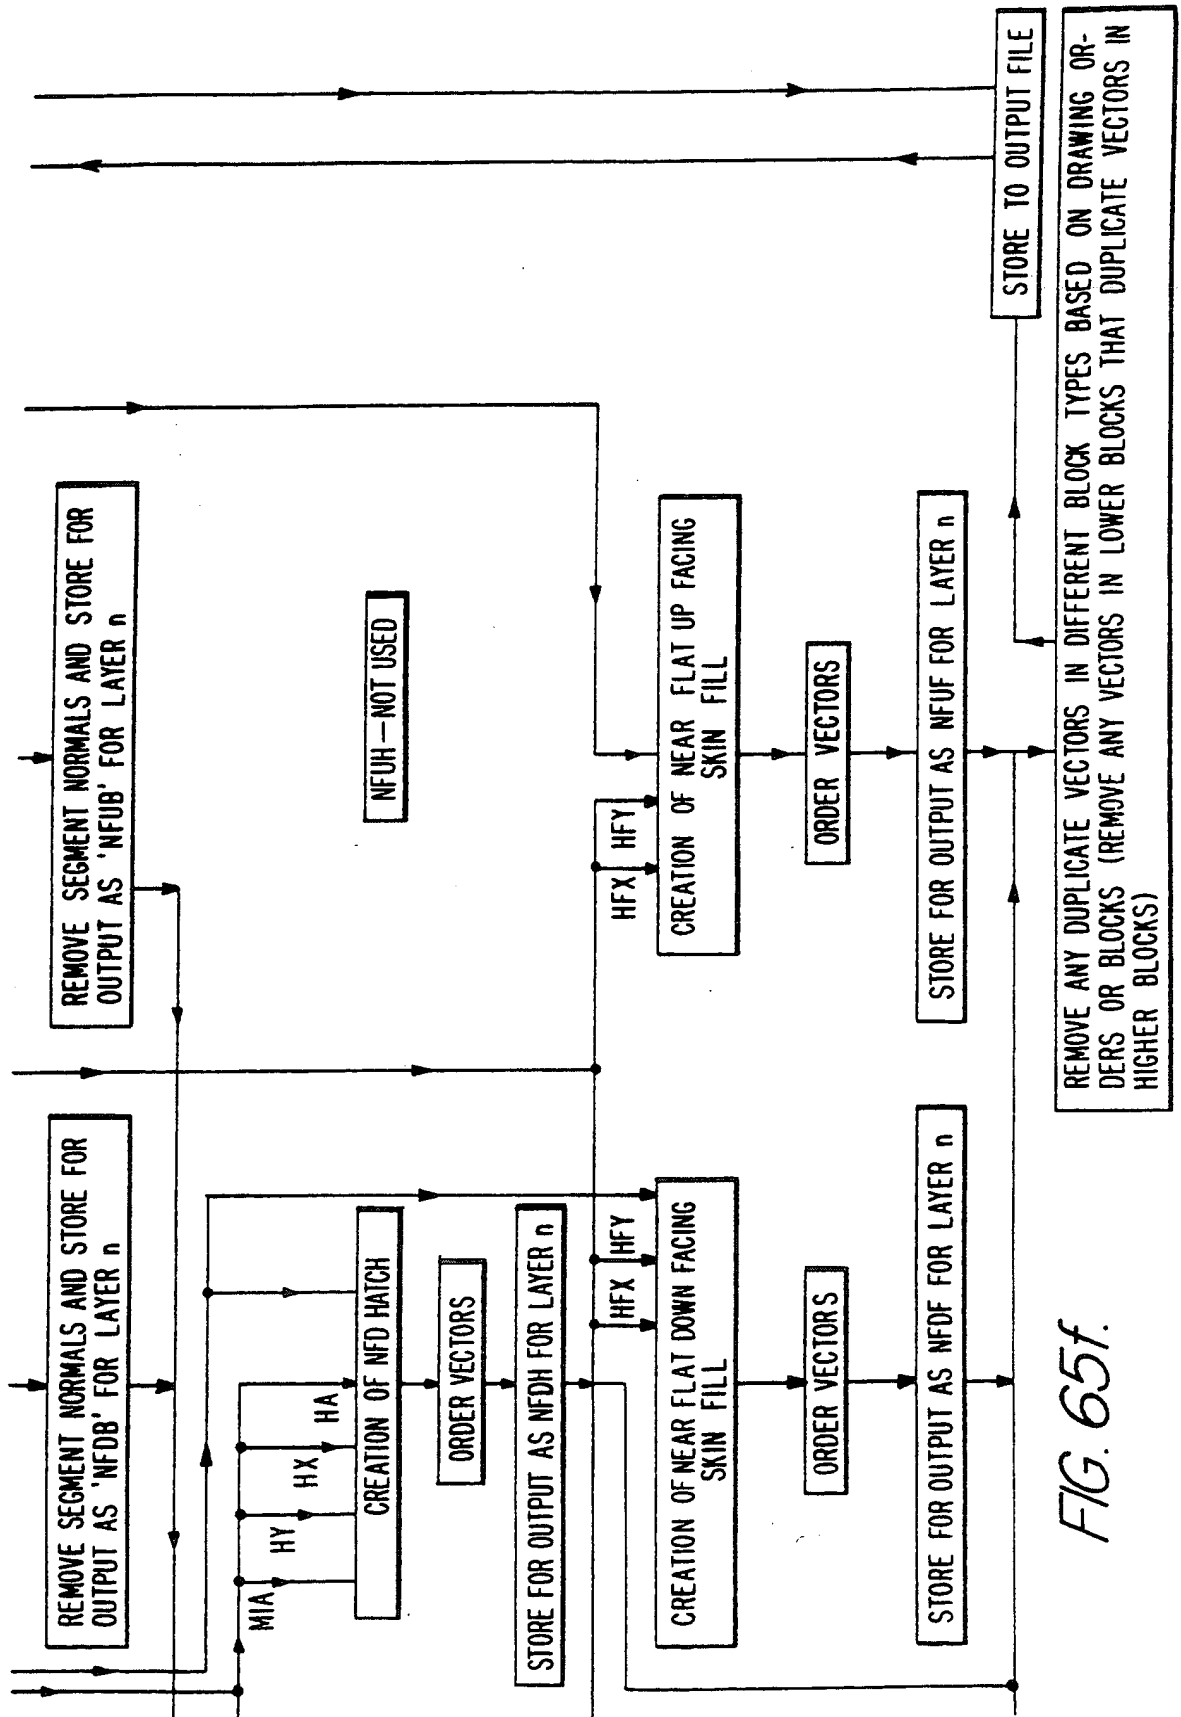 REMOVE SEGMENT NORMALS AND STORE FOR
OUTPUT AS 'NFDB' FOR LAYER n
REMOVE SEGMENT NORMALS AND STORE FOR
OUTPUT AS 'NFUB' FOR LAYER n
MIA
HY
HX
HA
CREATION OF NFD HATCH
NFUH—NOT USED
ORDER VECTORS
STORE FOR OUTPUT AS NFDH FOR LAYER n
HFX
HFY
HFX
HFY
CREATION OF NEAR FLAT DOWN FACING
SKIN FILL
CREATION OF NEAR FLAT UP FACING
SKIN FILL
ORDER VECTORS
ORDER VECTORS
STORE FOR OUTPUT AS NFDF FOR LAYER n
STORE FOR OUTPUT AS NFUF FOR LAYER n
STORE TO OUTPUT FILE
REMOVE ANY DUPLICATE VECTORS IN DIFFERENT BLOCK TYPES BASED ON DRAWING OR-
DERS OR BLOCKS (REMOVE ANY VECTORS IN LOWER BLOCKS THAT DUPLICATE VECTORS IN
HIGHER BLOCKS)
FIG. 65f.